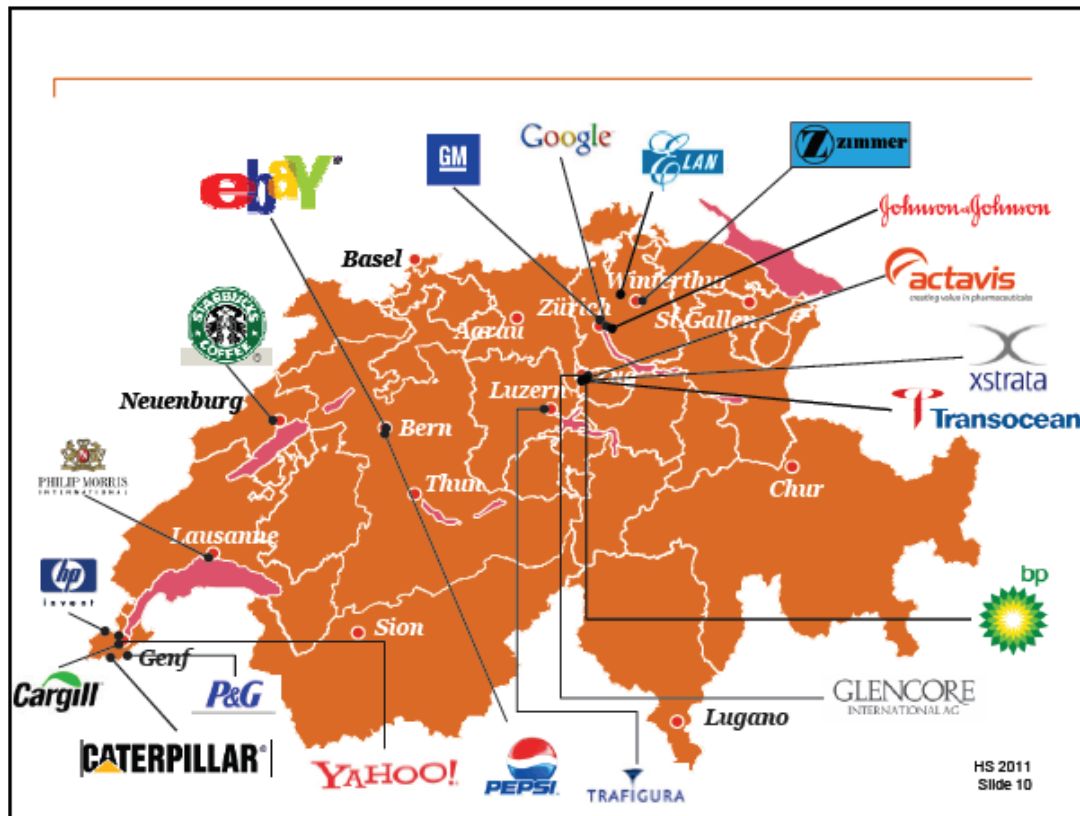 Google
GM
ELAN
Zimmer
ebaY®
Johnson & Johnson
Basel
Winterthur
actavis
creating value in pharmaceuticals
STARBUCKS
COFFEE
Zürich
St.Gallen
Aarau
xstrata
Luzern
Neuenburg
Transocean
Bern
PHILIP MORRIS
INTERNATIONAL
Thun
Chur
Lausanne
hp
invent
bp
Sion
Genf
Cargill
P&G
GLENCORE
INTERNATIONAL AG
Lugano
CATERPILLAR®
YAHOO!
PEPSI
TRAFIGURA
HS 2011
Slide 10